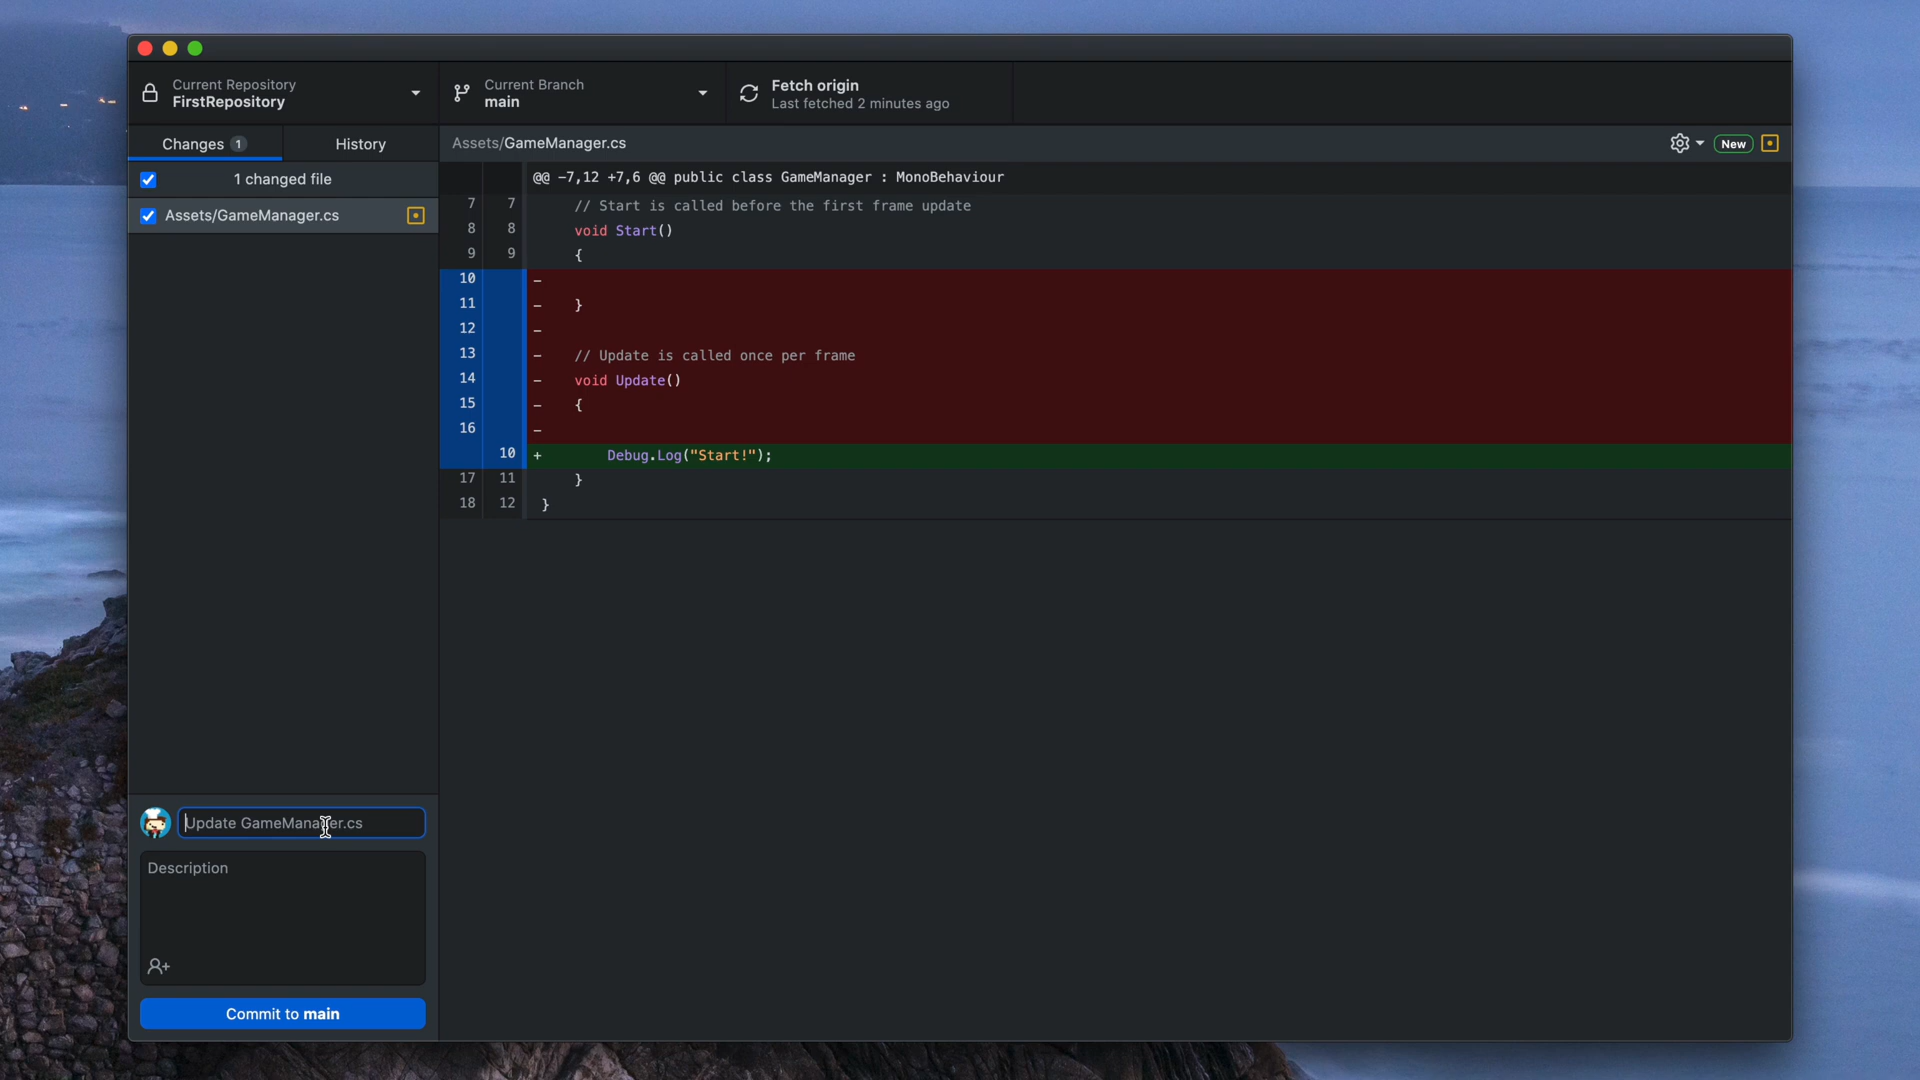 Current Repository
FirstRepository
Current Branch
main
Fetch origin
Last fetched 2 minutes ago
Changes 1
History
1 changed file
Assets/GameManager.cs
Assets/GameManager.cs
New
@@ -7,12 +7,6 @@ public class GameManager : MonoBehaviour
7 7 // Start is called before the first frame update
8 8 void Start()
9 9 {
10 -
11 - }
12 -
13 - // Update is called once per frame
14 - void Update()
15 - {
16 -
10 + Debug.Log("Start!");
17 11 }
18 12 }
Update GameManager.cs
Description
Commit to main